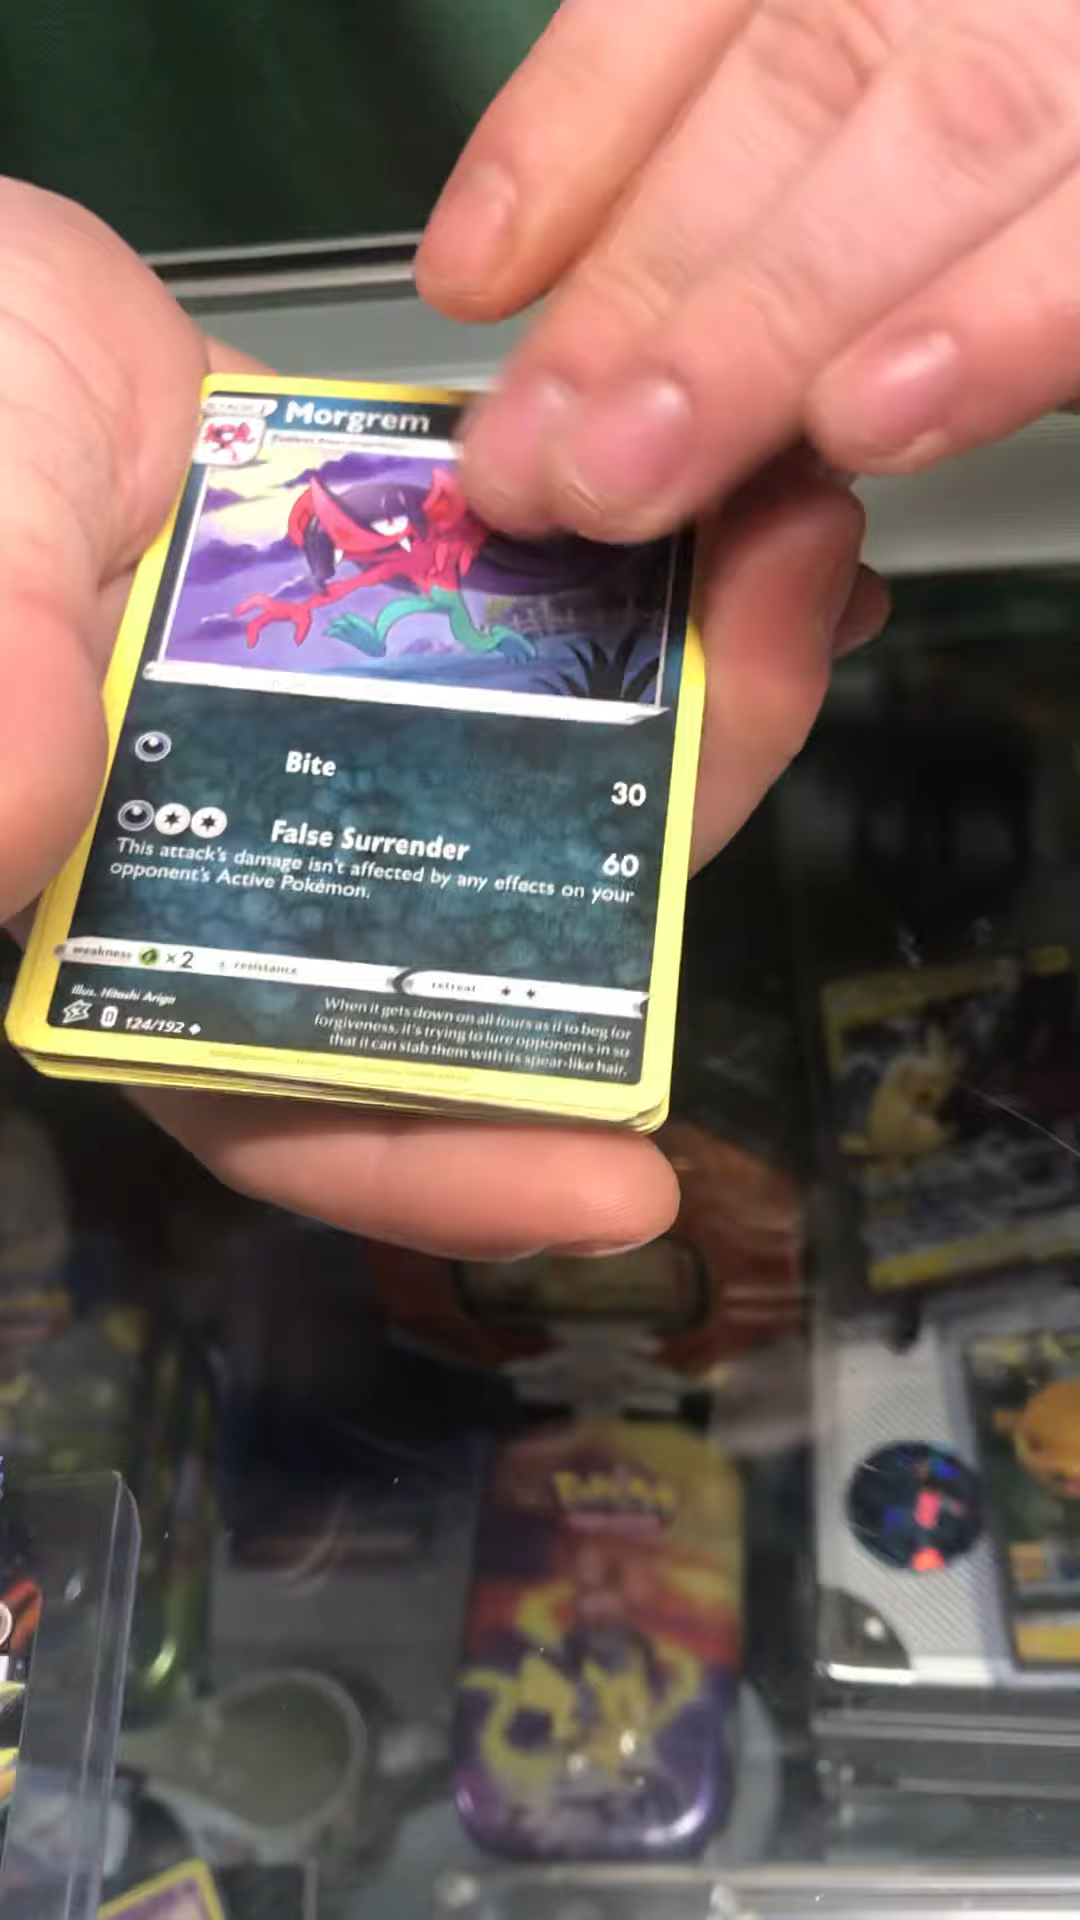 Morgrem
Bite
30
False Surrender
60
This attack's damage isn't affected by any effects on your
opponent's Active Pokémon.
weakness ×2 resistance retreat
Illus. Hitoshi Ariga
D 124/192
When it gets down on all fours as if to beg for
forgiveness, it's trying to lure opponents in so
that it can stab them with its spear-like hair.
Pokémon